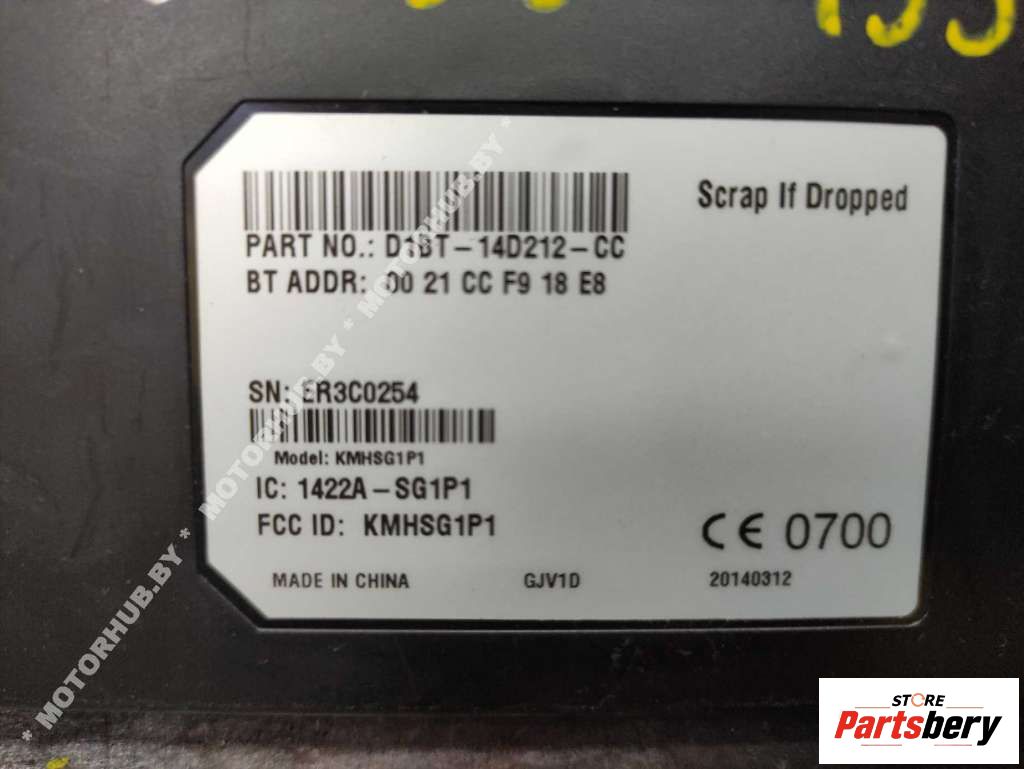 Scrap If Dropped
PART NO.: D1BT-14D212-CC
BT ADDR: 00 21 CC F9 18 E8
SN: ER3C0254
Model: KMHSG1P1
IC: 1422A-SG1P1
FCC ID: KMHSG1P1
CE 0700
MADE IN CHINA GJV1D 20140312
* MOTORHUB.BY * MOTORHUB.BY * MOTORHUB.BY *
STORE
Partsbery